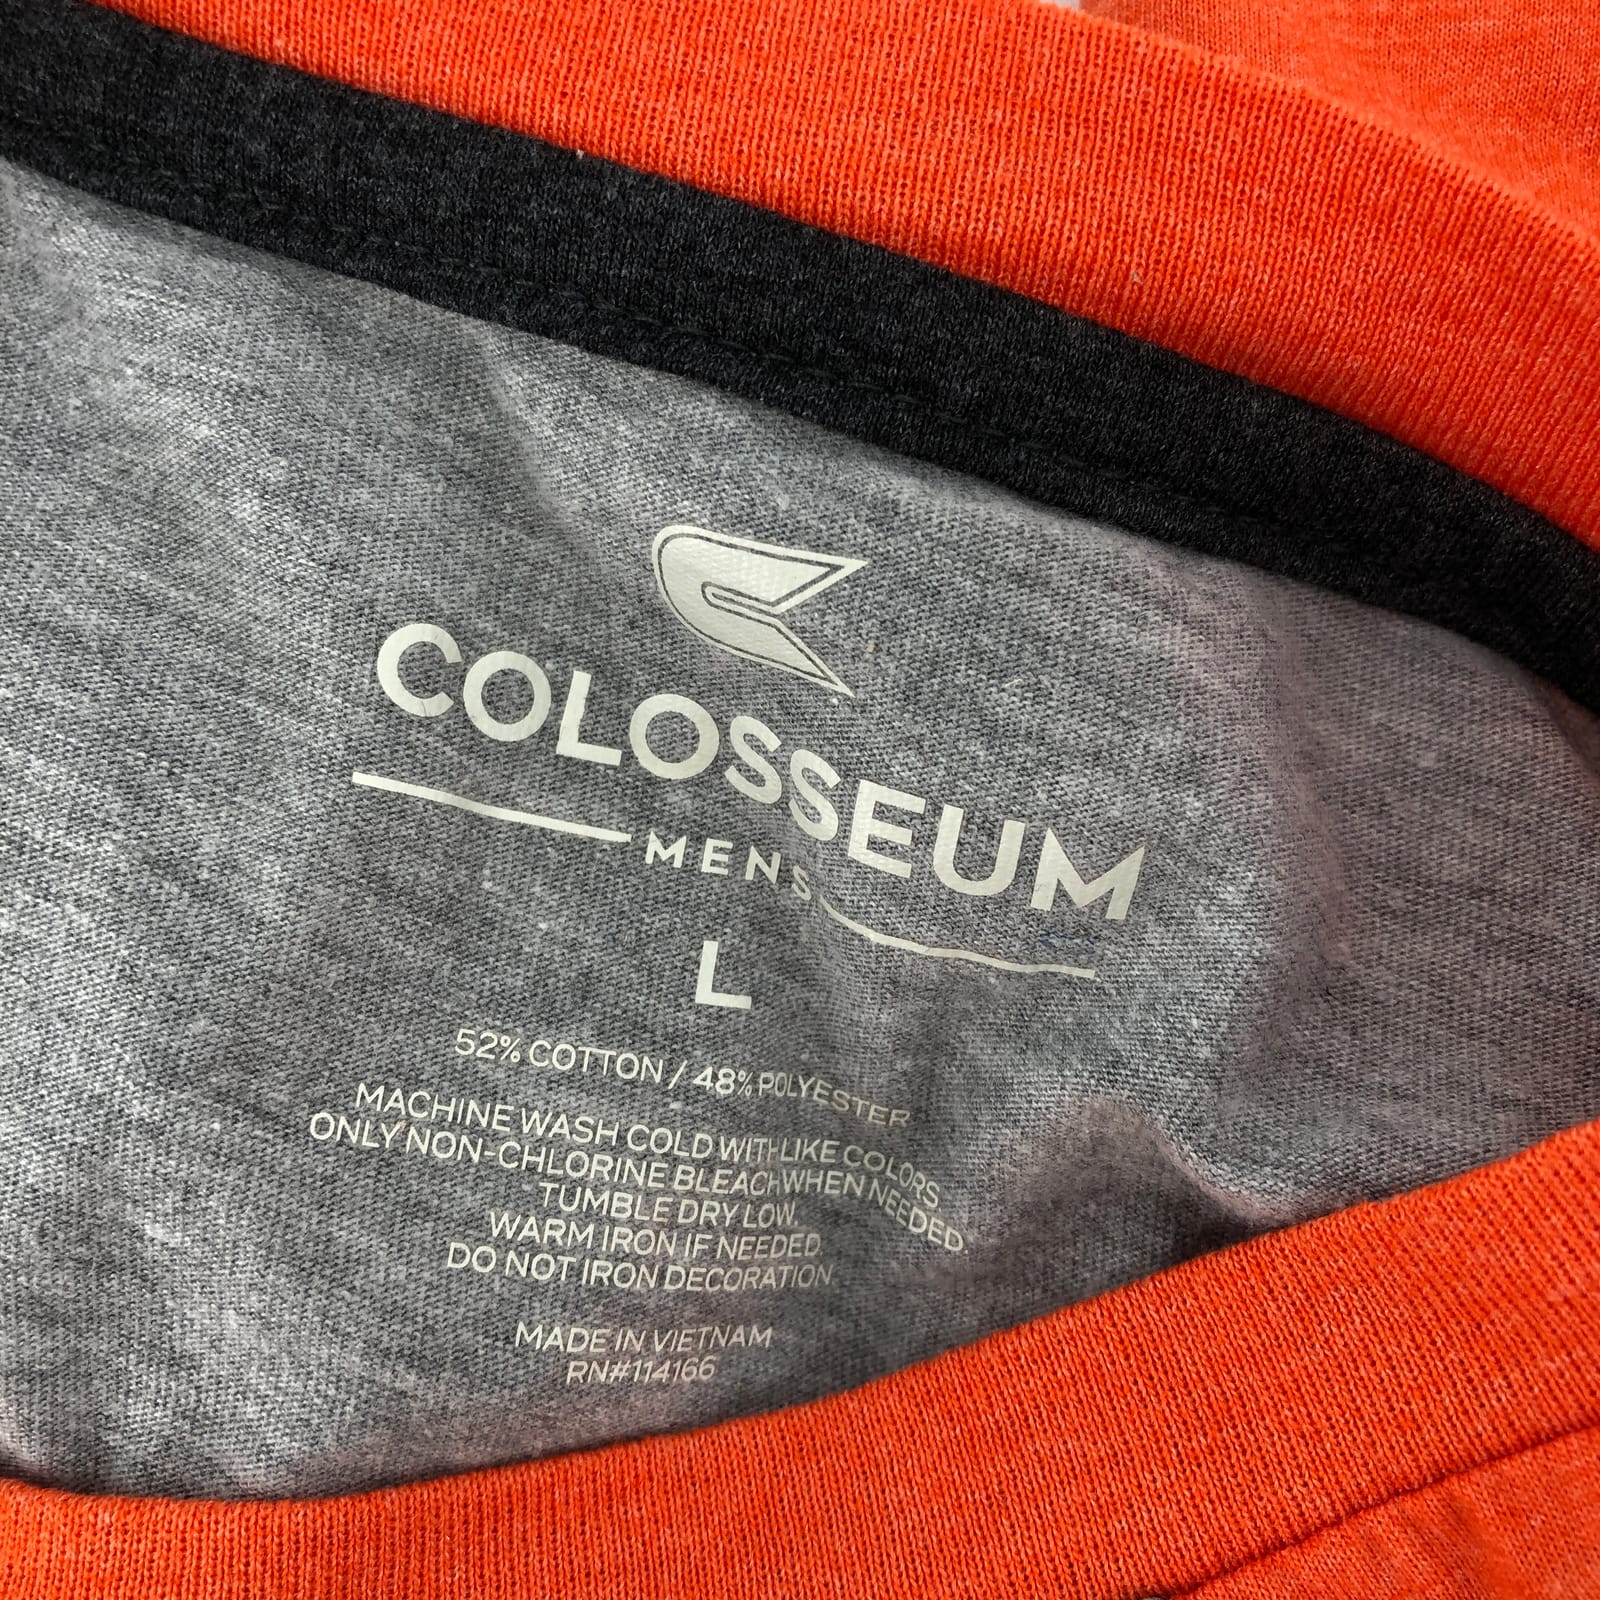 COLOSSEUM
MENS
L
52% COTTON / 48% POLYESTER
MACHINE WASH COLD WITH LIKE COLORS.
ONLY NON-CHLORINE BLEACH WHEN NEEDED.
TUMBLE DRY LOW.
WARM IRON IF NEEDED.
DO NOT IRON DECORATION
MADE IN VIETNAM
RN#114166